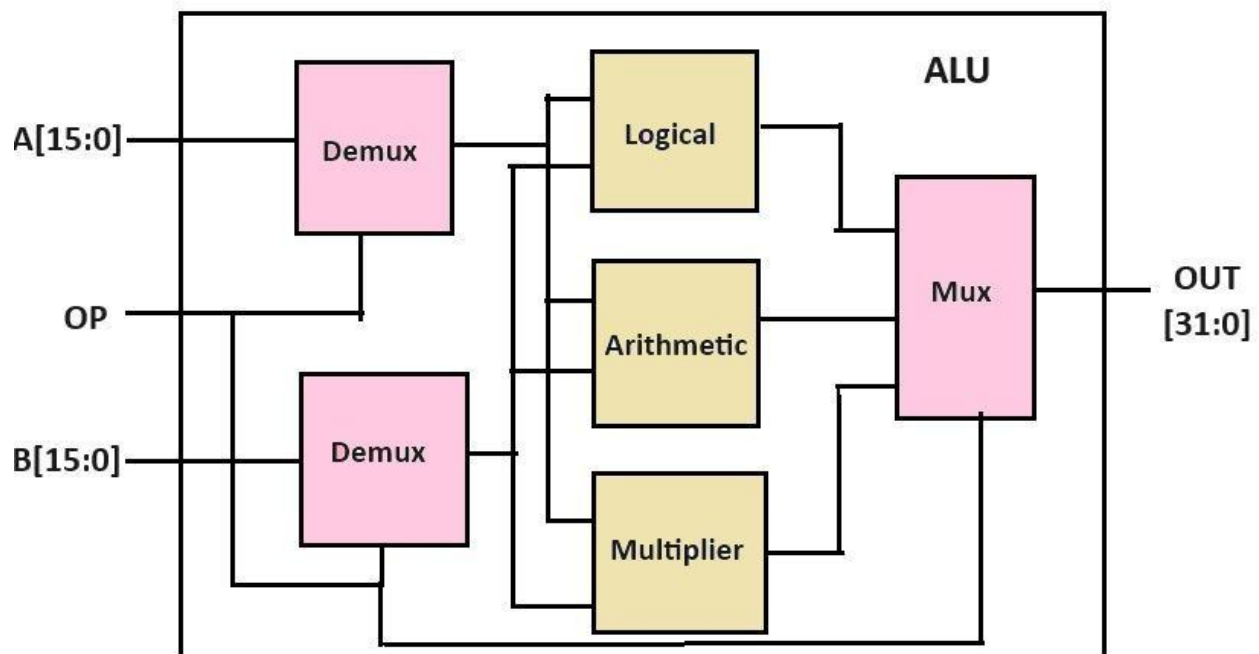 ALU
A[15:0]
Demux
Logical
OP
Mux
OUT
[31:0]
Arithmetic
B[15:0]
Demux
Multiplier